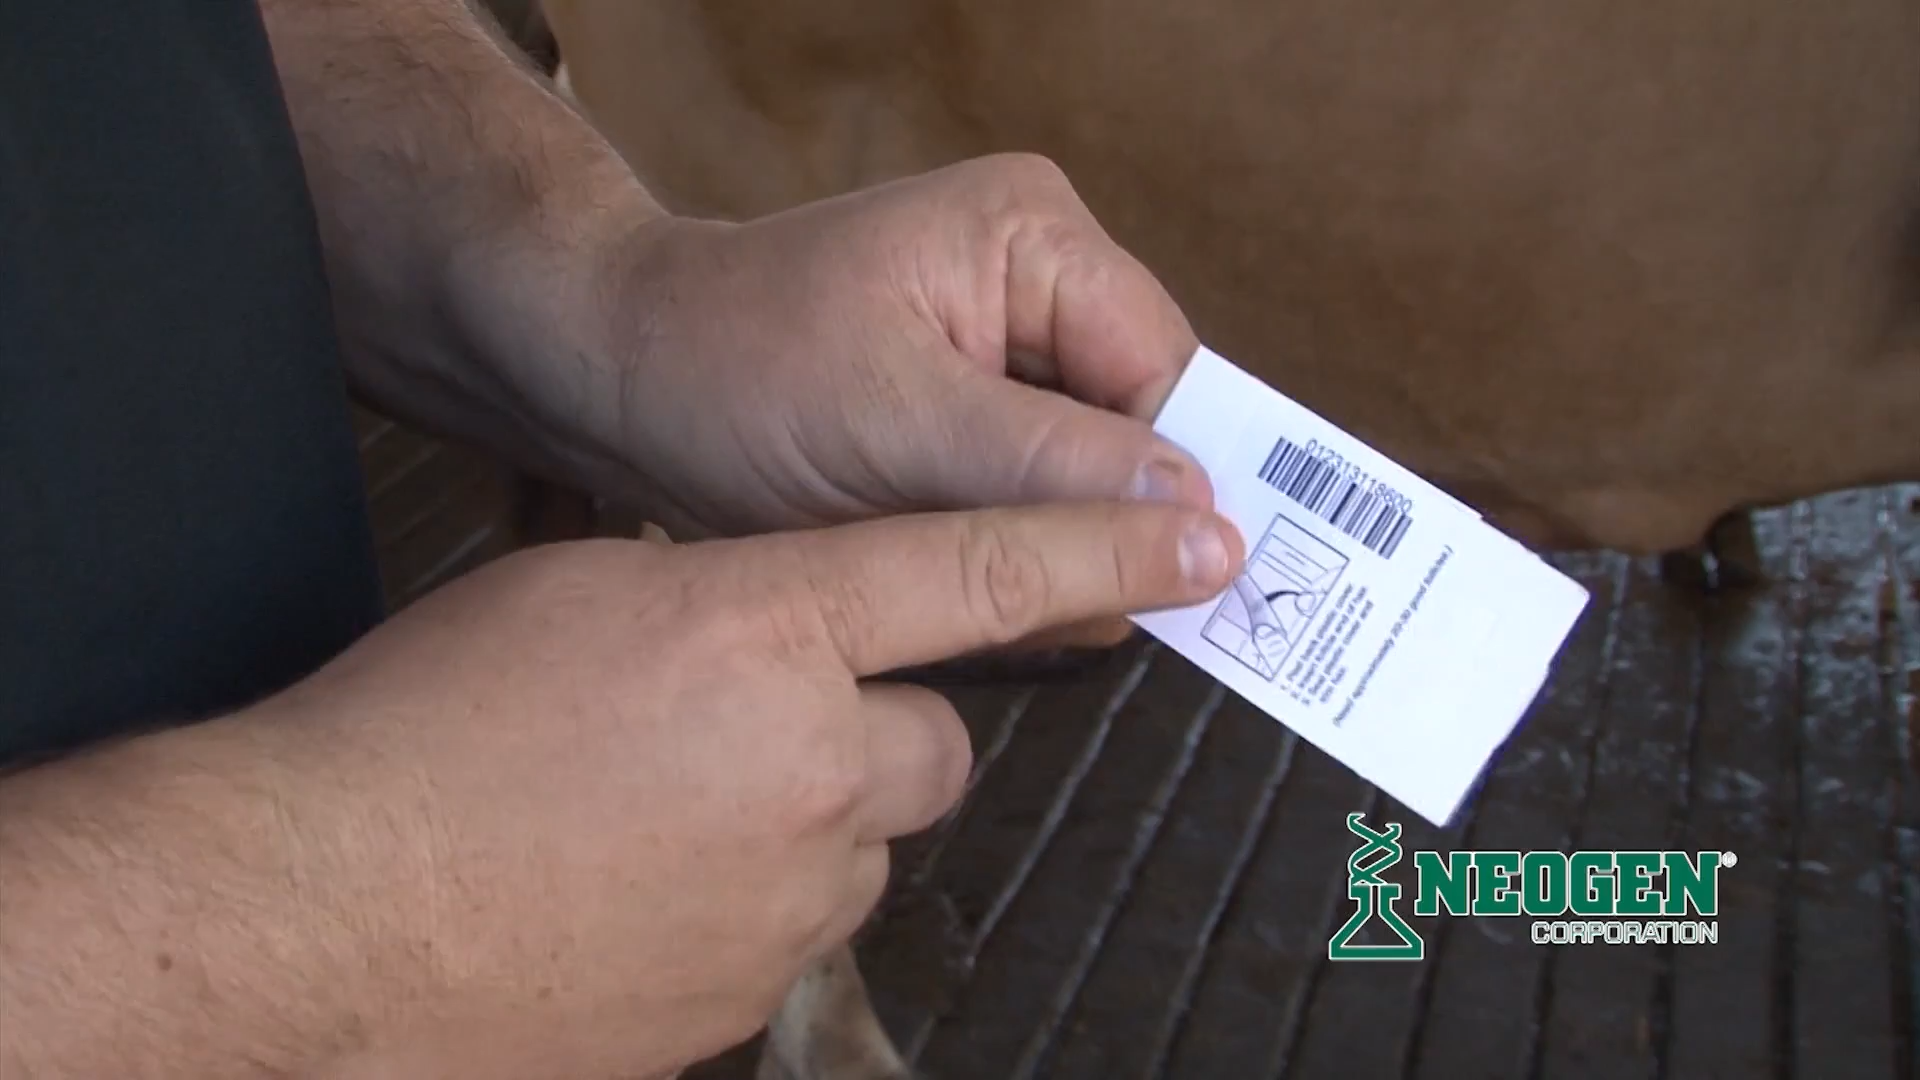 012313118600
1. Peel back plastic cover
2. Insert follicle end of hair
3. Seal plastic cover and
trim hair
(Need approximately 20-30 good follicles)
NEOGEN®
CORPORATION